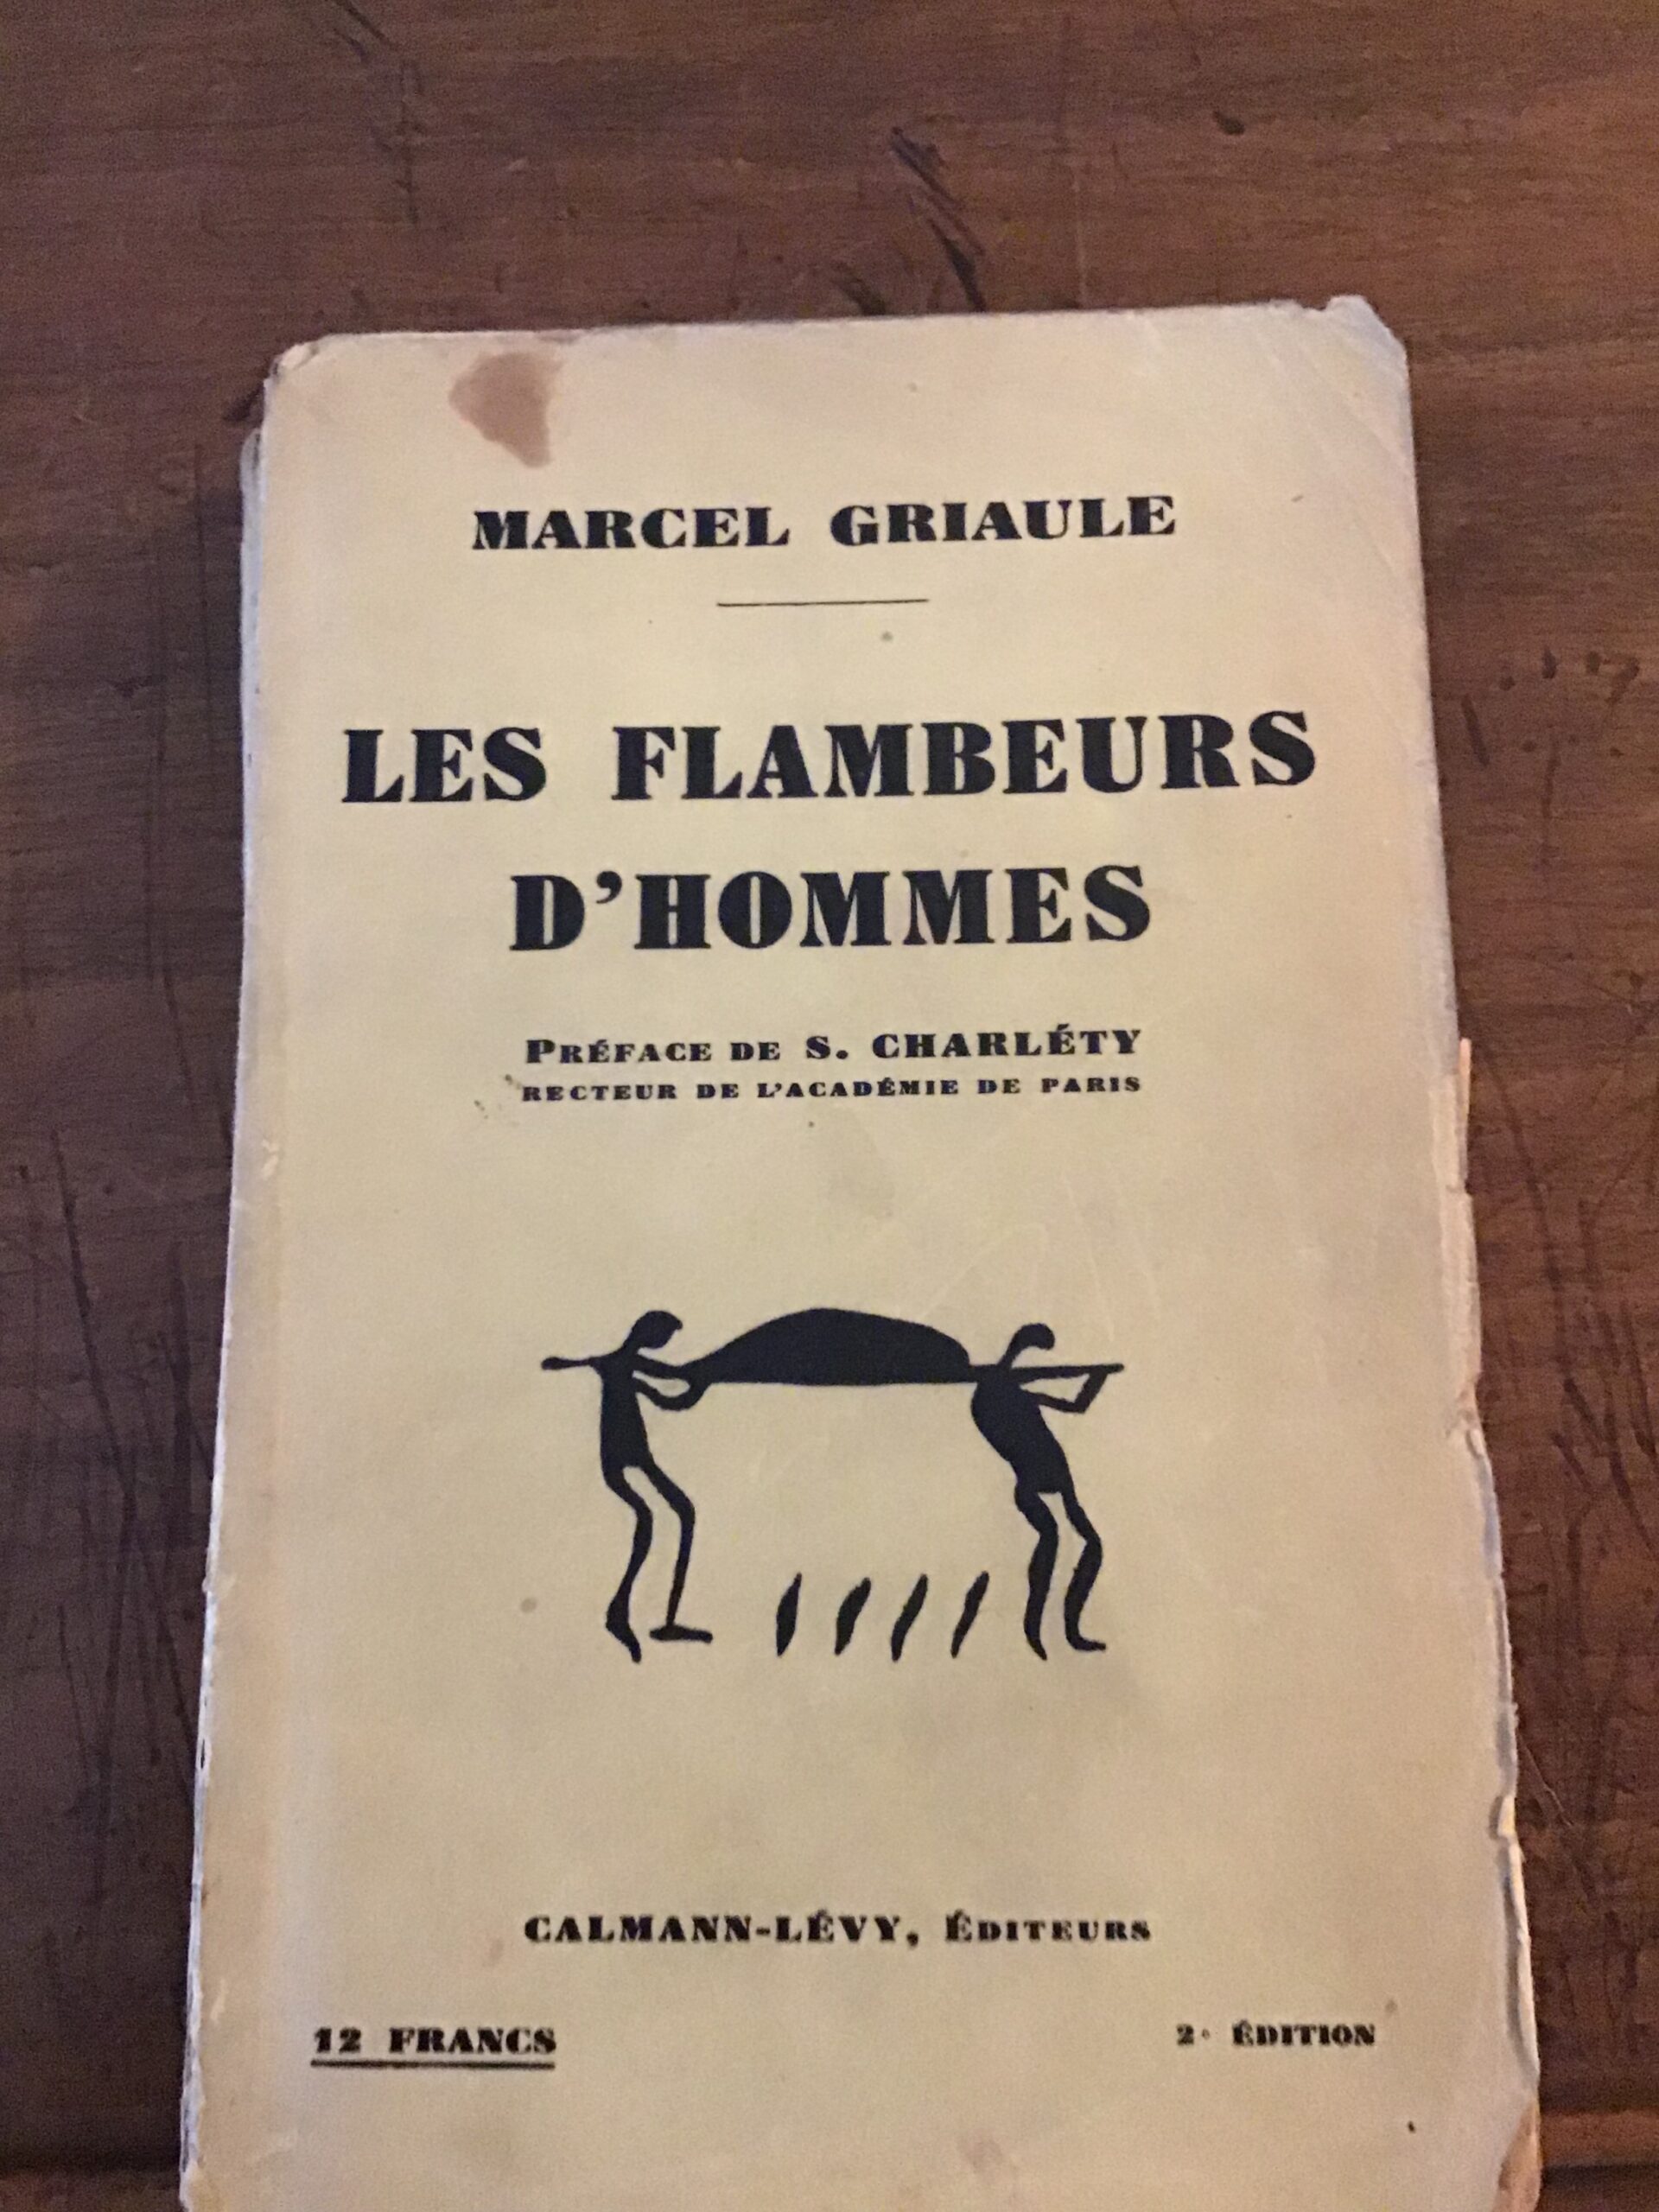 MARCEL GRIAULE
LES FLAMBEURS
D'HOMMES
PRÉFACE DE S. CHARLÉTY
RECTEUR DE L'ACADÉMIE DE PARIS
CALMANN-LÉVY, ÉDITEURS
12 FRANCS
2e ÉDITION